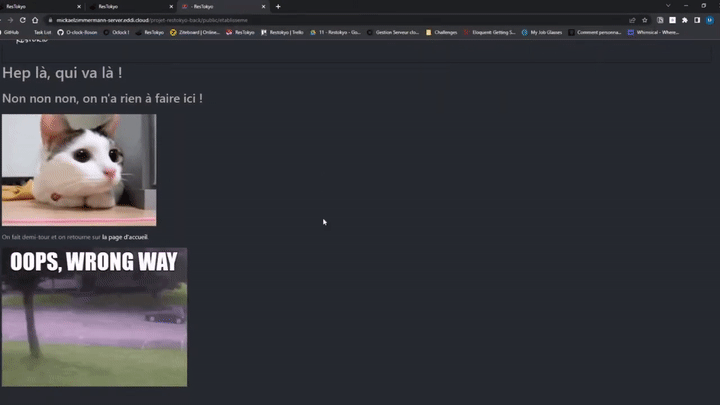 ResTokyo
ResTokyo
- ResTokyo
mickaelzimmermann-server.eddi.cloud/projet-restokyo-back/public/etablisseme
GitHub
Task List
O-clock-Boson
Oclock I
ResTokyo
Ziteboard | Online...
ResTokyo
Restokyo | Trello
11 - Restokyo - Go...
Gestion Serveur clo...
Challenges
Eloquenti Getting S...
My Job Glasses
Comment personna...
Whimsical - Where...
Hep là, qui va là !
Non non non, on n'a rien à faire ici !
On fait demi-tour et on retourne sur la page d'accueil.
OOPS, WRONG WAY